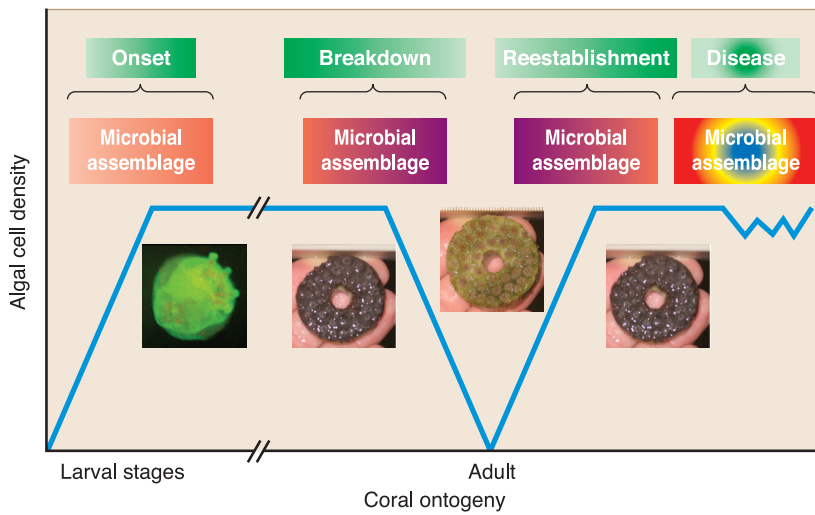 Onset
Breakdown
Reestablishment
Disease
Microbial
assemblage
Microbial
assemblage
Microbial
assemblage
Microbial
assemblage
Algal cell density
Larval stages
Adult
Coral ontogeny